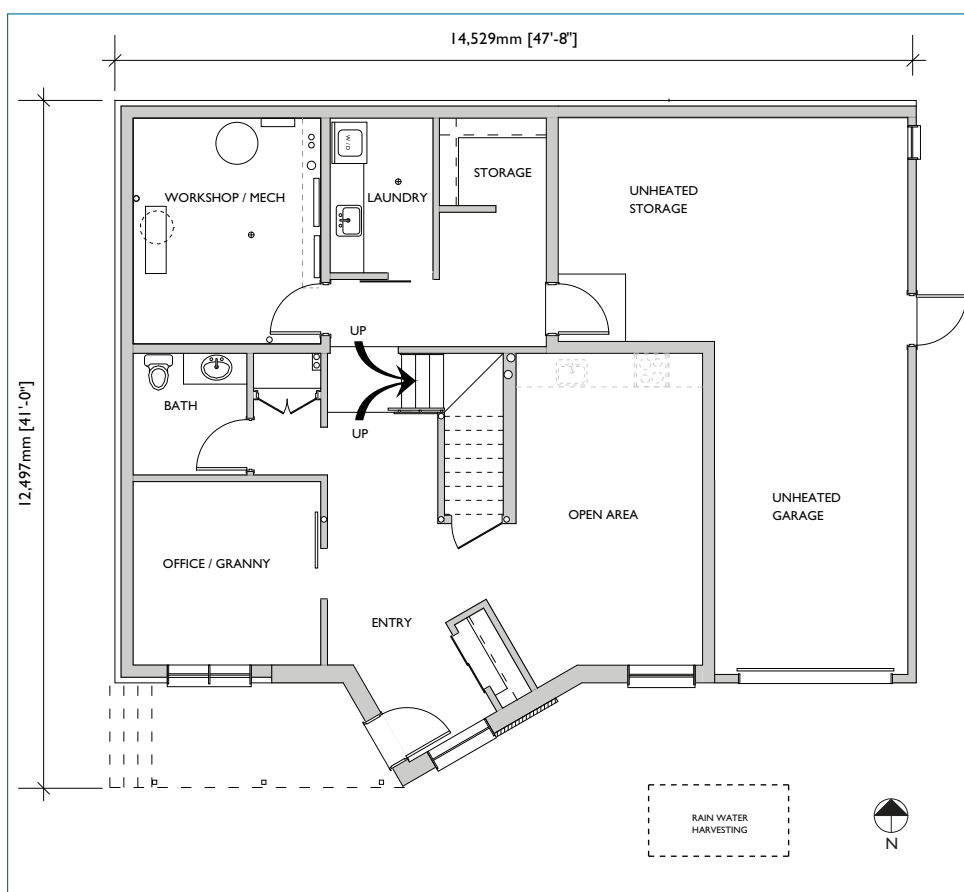 14,529mm [47'-8"]
12,497mm [41'-0"]
WORKSHOP / MECH
W/D
LAUNDRY
STORAGE
UNHEATED
STORAGE
UP
UP
BATH
OFFICE / GRANNY
ENTRY
OPEN AREA
UNHEATED
GARAGE
RAIN WATER
HARVESTING
N